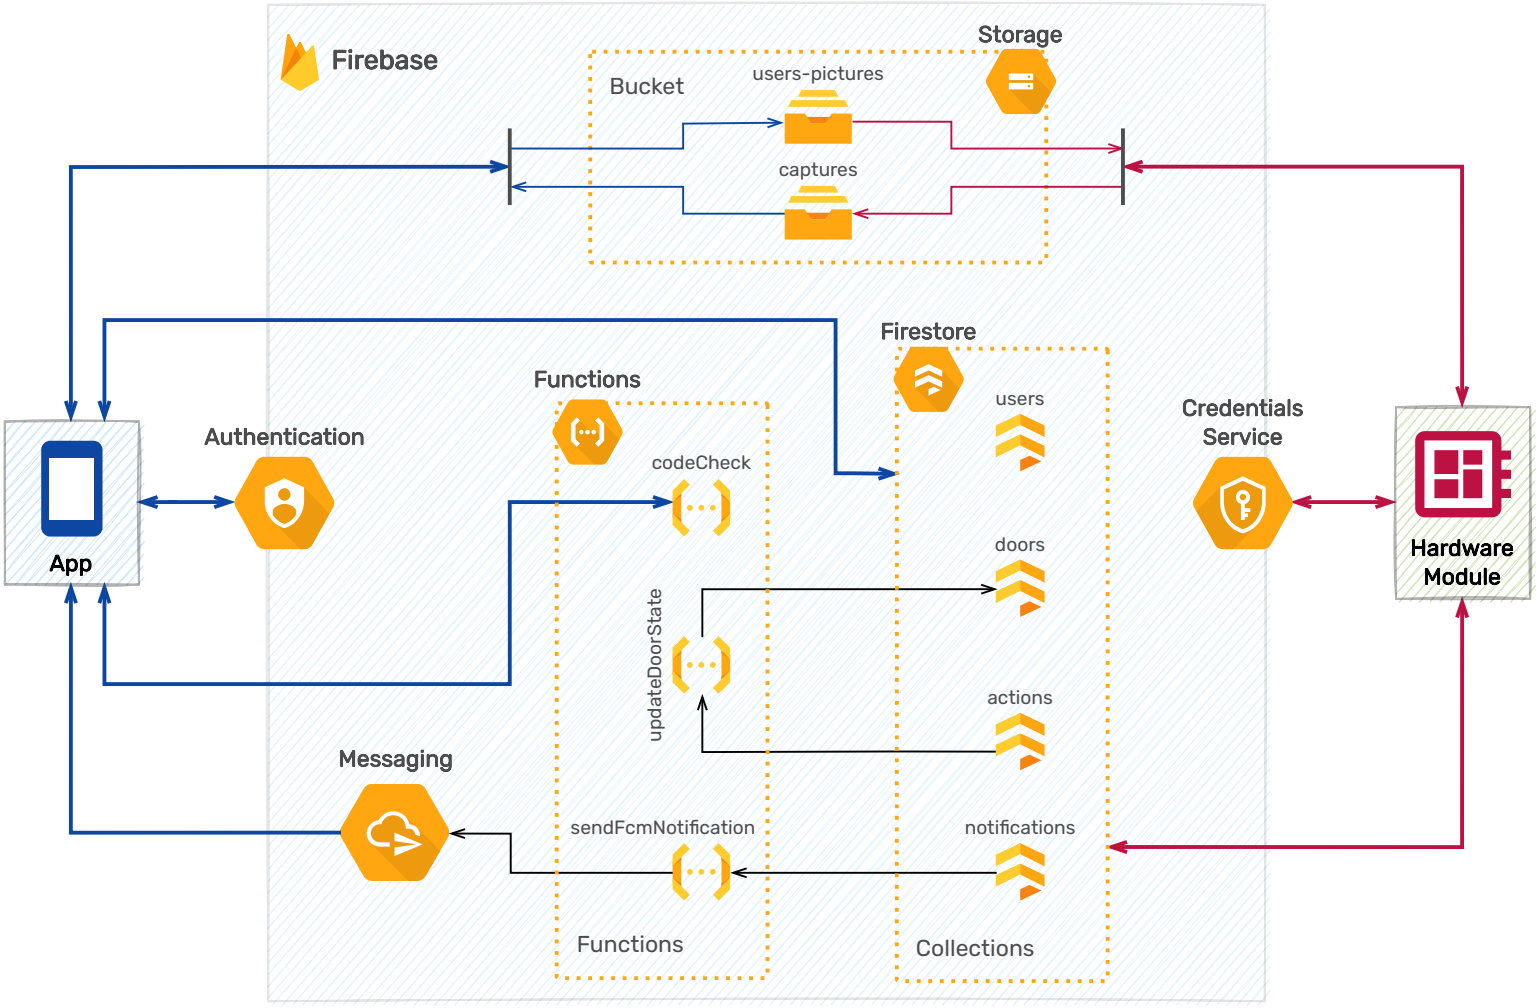 Firebase
Storage
Bucket
users-pictures
captures
Firestore
Functions
users
Credentials
Service
Authentication
codeCheck
App
Hardware
Module
doors
updateDoorState
actions
Messaging
sendFcmNotification
notifications
Functions
Collections